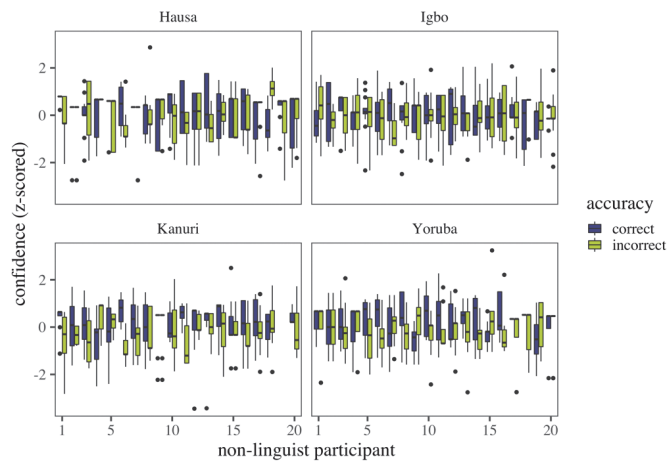 Hausa
Igbo
2
0
-2
confidence (z-scored)
accuracy
correct
incorrect
Kanuri
Yoruba
2
0
-2
1 5 10 15 20 1 5 10 15 20
non-linguist participant